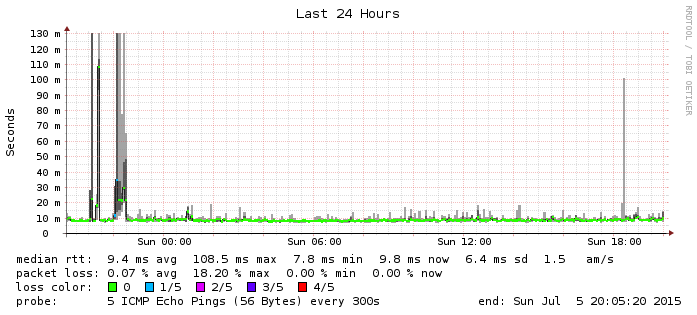 Last 24 Hours
RRDTOOL / TOBI OETIKER
Seconds
130 m
120 m
110 m
100 m
90 m
80 m
70 m
60 m
50 m
40 m
30 m
20 m
10 m
0
Sun 00:00 Sun 06:00 Sun 12:00 Sun 18:00
median rtt: 9.4 ms avg 108.5 ms max 7.8 ms min 9.8 ms now 6.4 ms sd 1.5 am/s
packet loss: 0.07 % avg 18.20 % max 0.00 % min 0.00 % now
loss color: 0 1/5 2/5 3/5 4/5
probe: 5 ICMP Echo Pings (56 Bytes) every 300s end: Sun Jul 5 20:05:20 2015